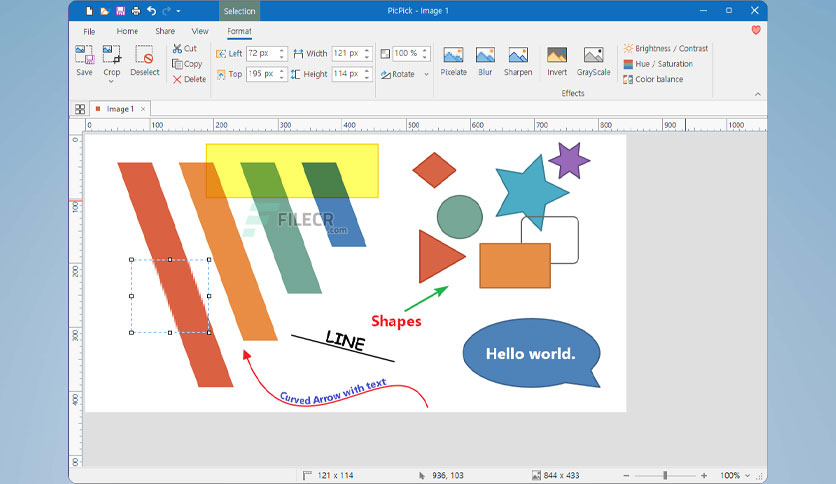 Selection
PicPick - Image 1
File Home Share View Format
Save
Crop
Deselect
Cut
Copy
Delete
Left 72 px
Width 121 px
100 %
Top 195 px
Height 114 px
Rotate
Pixelate
Blur
Sharpen
Invert
GrayScale
Brightness / Contrast
Hue / Saturation
Color balance
Effects
Image 1
0 100 200 300 400 500 600 700 800 900 1000
0
100
200
300
400
FILECR
.com
Shapes
LINE
Hello world.
Curved Arrow with text
121 x 114
936, 103
844 x 433
100%